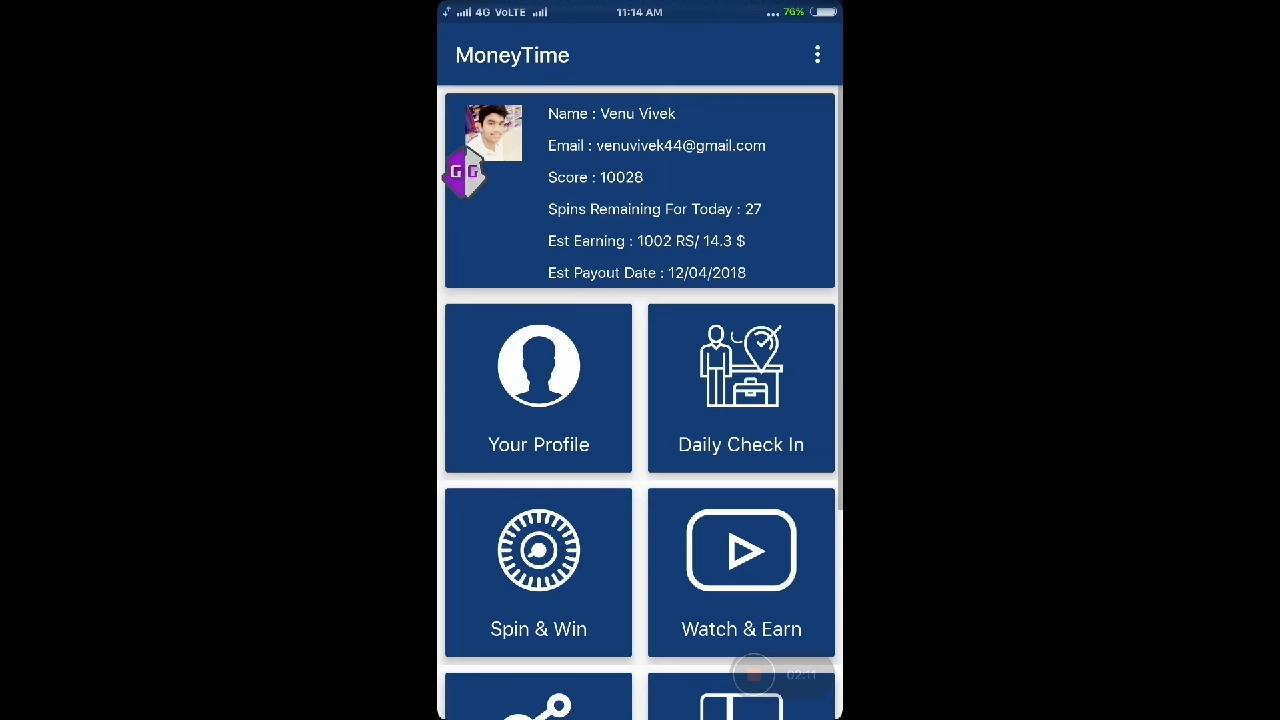 4G VoLTE 11:14 AM ... 76%
MoneyTime
Name : Venu Vivek
Email : venuvivek44@gmail.com
G G
Score : 10028
Spins Remaining For Today : 27
Est Earning : 1002 RS/ 14.3 $
Est Payout Date : 12/04/2018
Your Profile
Daily Check In
Spin & Win
Watch & Earn
02:11